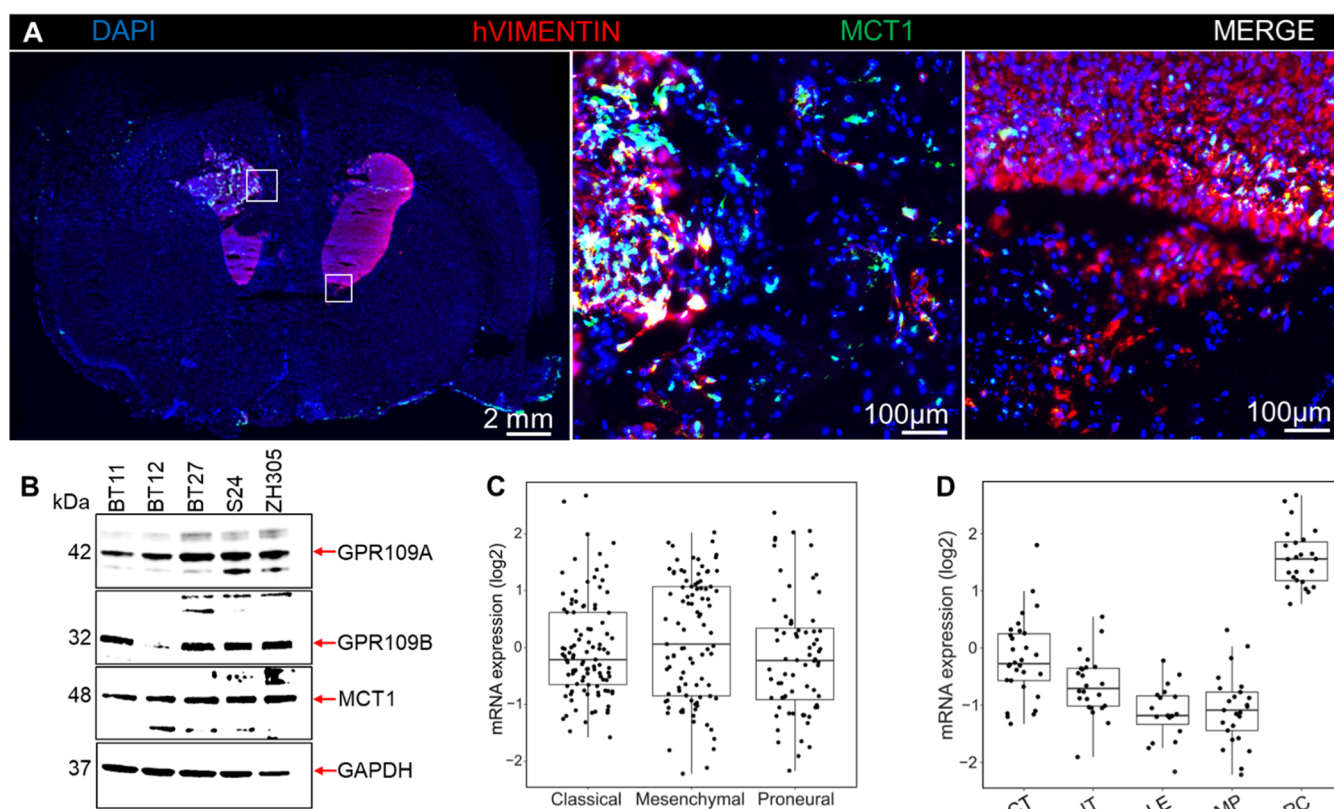 A DAPI hVIMENTIN MCT1 MERGE
2 mm
100µm
100µm
B
kDa BT11 BT12 BT27 S24 ZH305
42 GPR109A
32 GPR109B
48 MCT1
37 GAPDH
C
mRNA expression (log2)
2
1
0
−1
−2
Classical Mesenchymal Proneural
D
mRNA expression (log2)
2
1
0
−1
−2
CT LE